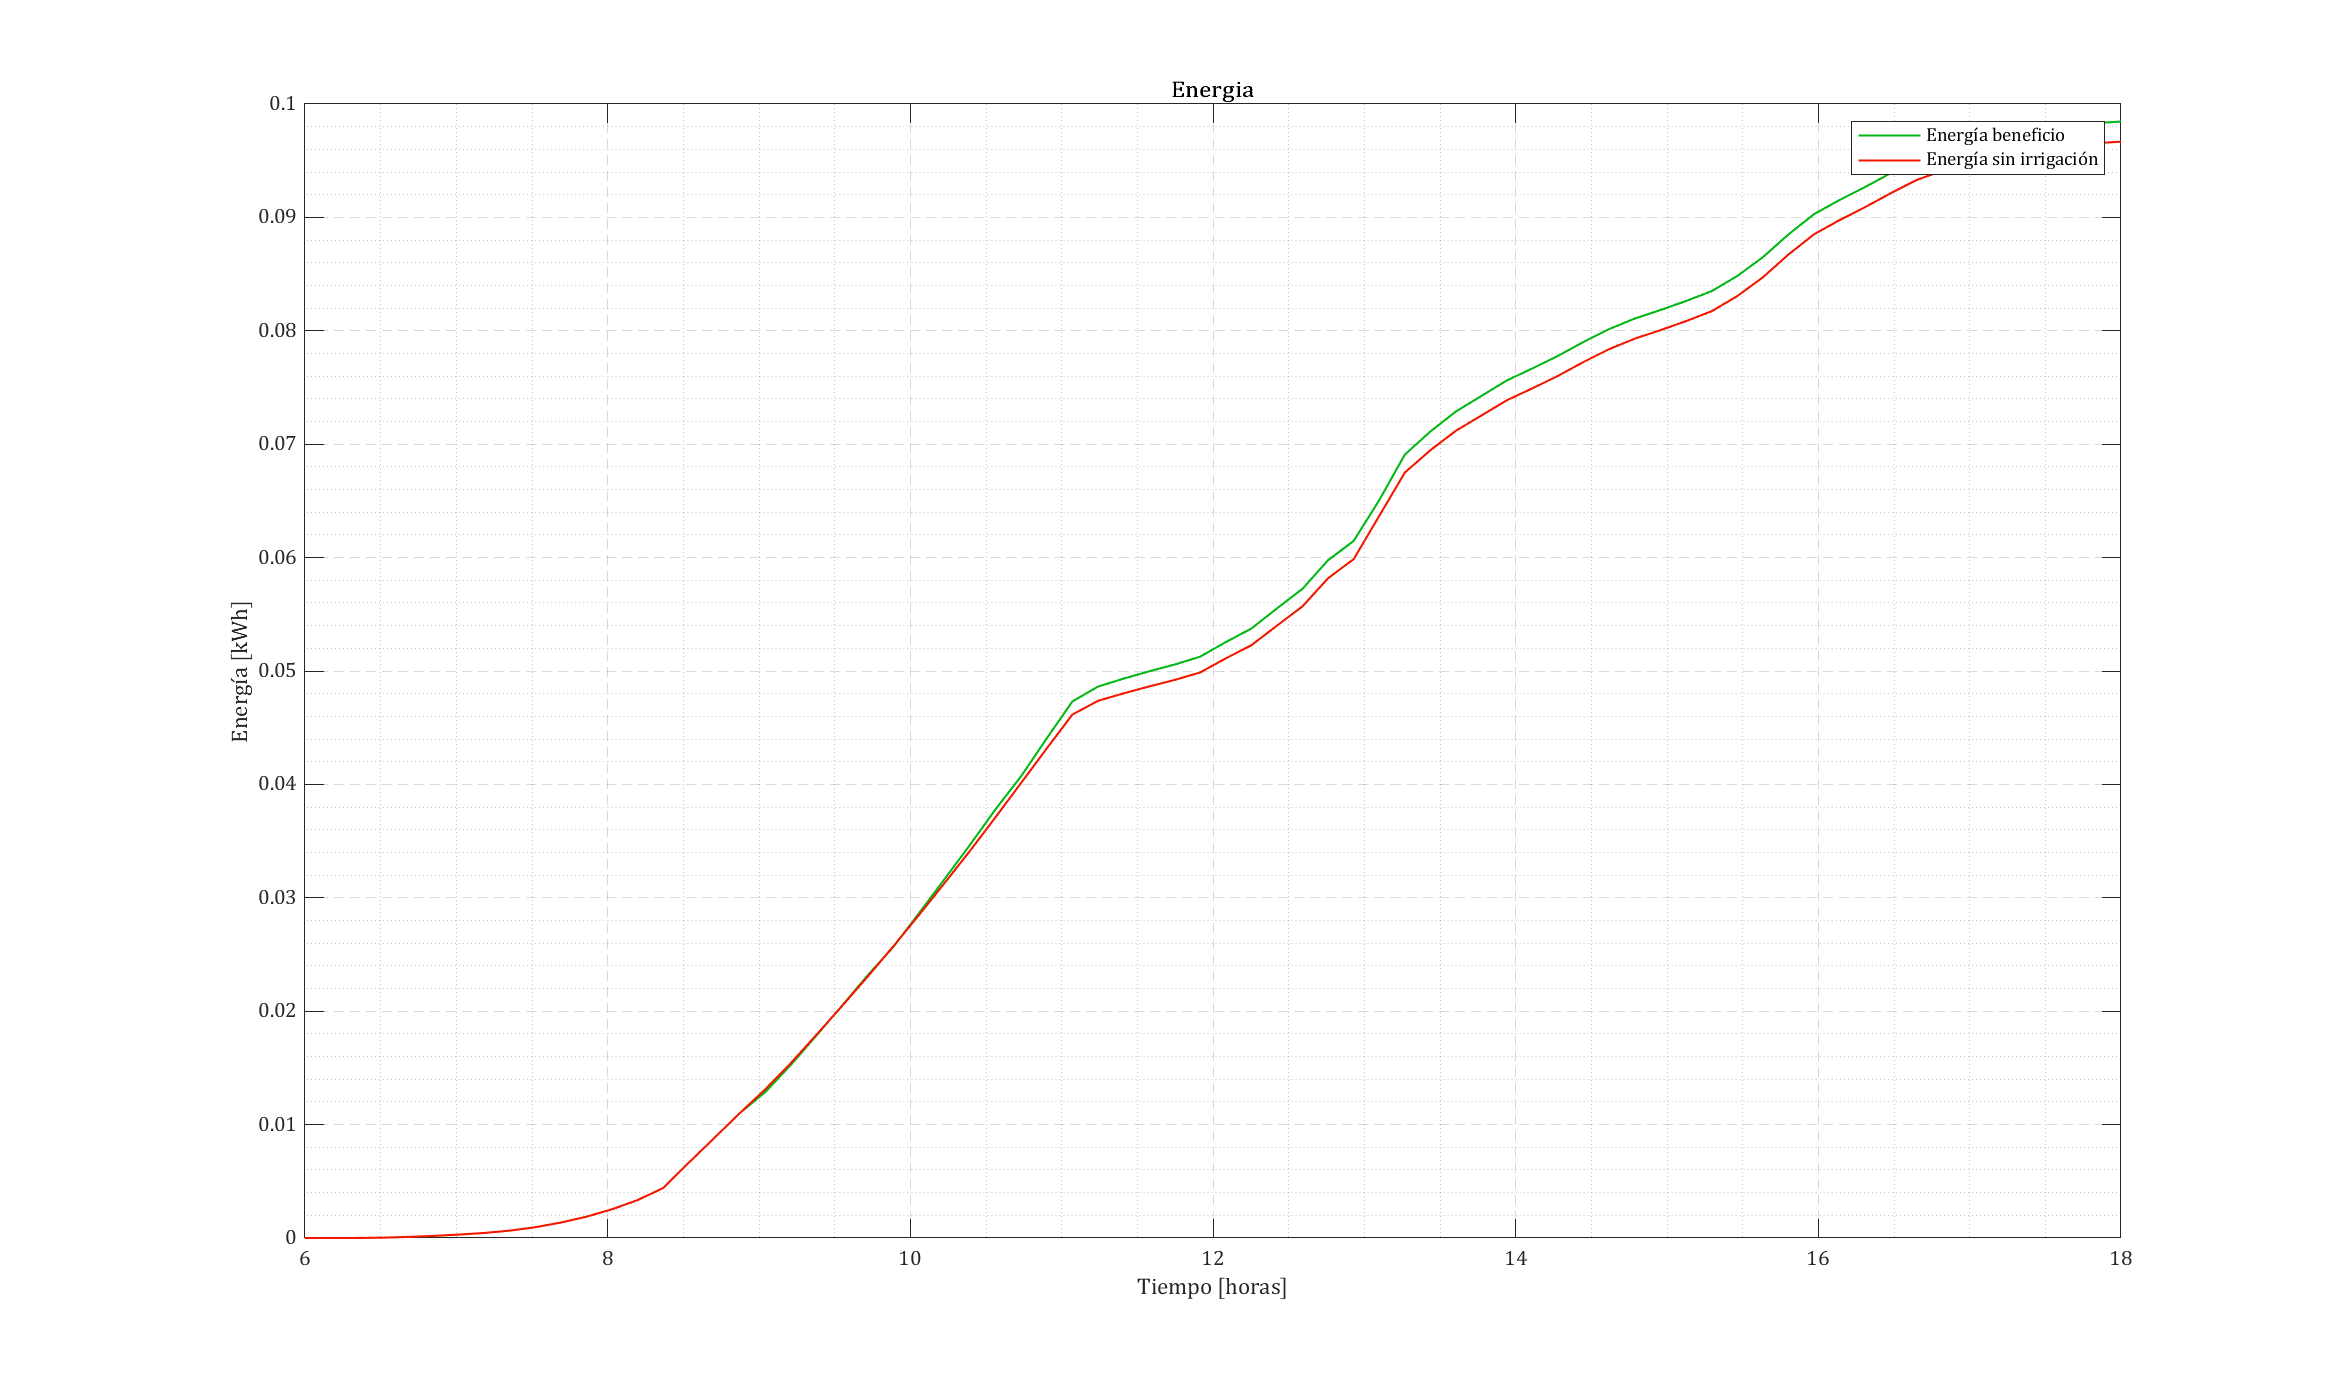 Energia
0.1
0.09
0.08
0.07
0.06
0.05
0.04
0.03
0.02
0.01
0
Energía [kWh]
Energía beneficio
Energía sin irrigación
6 8 10 12 14 16 18
Tiempo [horas]